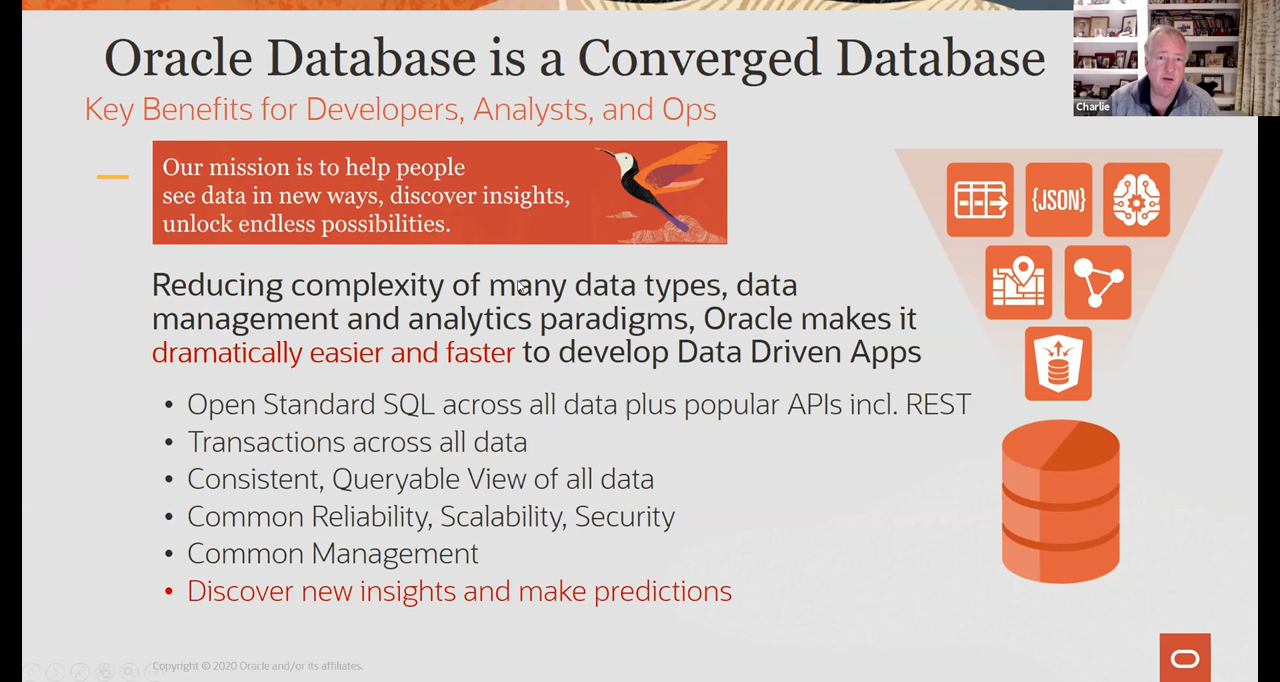 Oracle Database is a Converged Database
Charlie
Key Benefits for Developers, Analysts, and Ops
Our mission is to help people
see data in new ways, discover insights,
unlock endless possibilities.
{JSON}
Reducing complexity of many data types, data
management and analytics paradigms, Oracle makes it
dramatically easier and faster to develop Data Driven Apps
• Open Standard SQL across all data plus popular APIs incl. REST
• Transactions across all data
• Consistent, Queryable View of all data
• Common Reliability, Scalability, Security
• Common Management
• Discover new insights and make predictions
Copyright © 2020 Oracle and/or its affiliates.